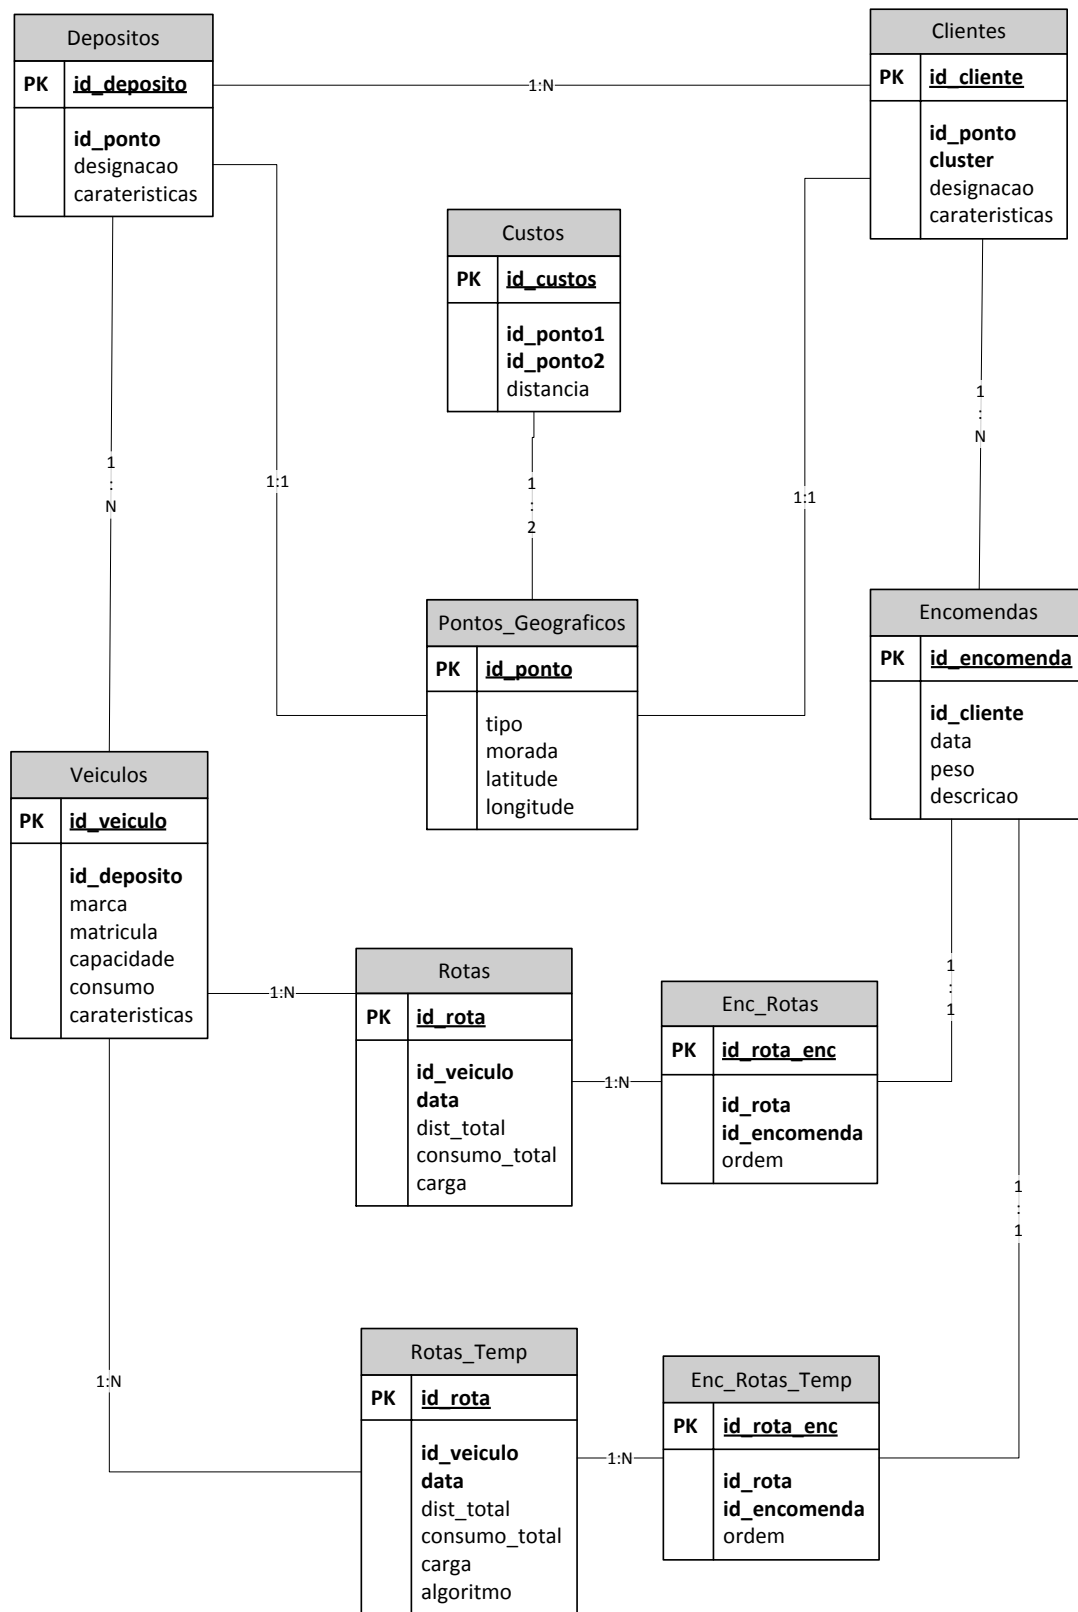 Depositos
PK id_deposito
id_ponto
designacao
carateristicas
1:N
Clientes
PK id_cliente
id_ponto
cluster
designacao
carateristicas
Custos
PK id_custos
id_ponto1
id_ponto2
distancia
1
:
N
1:1
1
:
2
1:1
1
:
N
Pontos_Geograficos
PK id_ponto
tipo
morada
latitude
longitude
Encomendas
PK id_encomenda
id_cliente
data
peso
descricao
Veiculos
PK id_veiculo
id_deposito
marca
matricula
capacidade
consumo
carateristicas
1:N
Rotas
PK id_rota
id_veiculo
data
dist_total
consumo_total
carga
1:N
Enc_Rotas
PK id_rota_enc
id_rota
id_encomenda
ordem
1
:
1
1
:
1
1:N
Rotas_Temp
PK id_rota
id_veiculo
data
dist_total
consumo_total
carga
algoritmo
1:N
Enc_Rotas_Temp
PK id_rota_enc
id_rota
id_encomenda
ordem